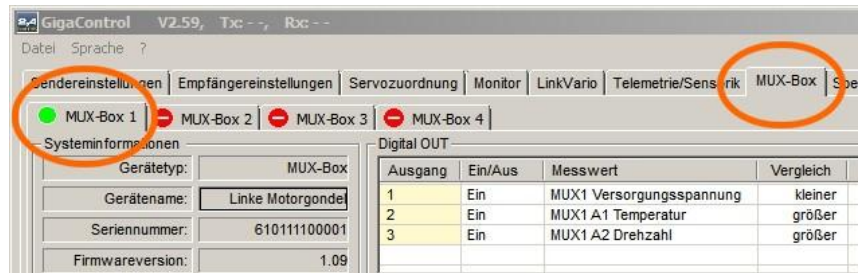 GigaControl V2.59, Tx: - -, Rx: - -
Datei Sprache ?
Sendereinstellungen Empfängereinstellungen Servozuordnung Monitor LinkVario Telemetrie/Sensorik MUX-Box
MUX-Box 1 MUX-Box 2 MUX-Box 3 MUX-Box 4
Systeminformationen
Gerätetyp: MUX-Box
Gerätename: Linke Motorgondel
Seriennummer: 610111100001
Firmwareversion: 1.09
Digital OUT
Ausgang Ein/Aus Messwert Vergleich
1 Ein MUX1 Versorgungsspannung kleiner
2 Ein MUX1 A1 Temperatur größer
3 Ein MUX1 A2 Drehzahl größer